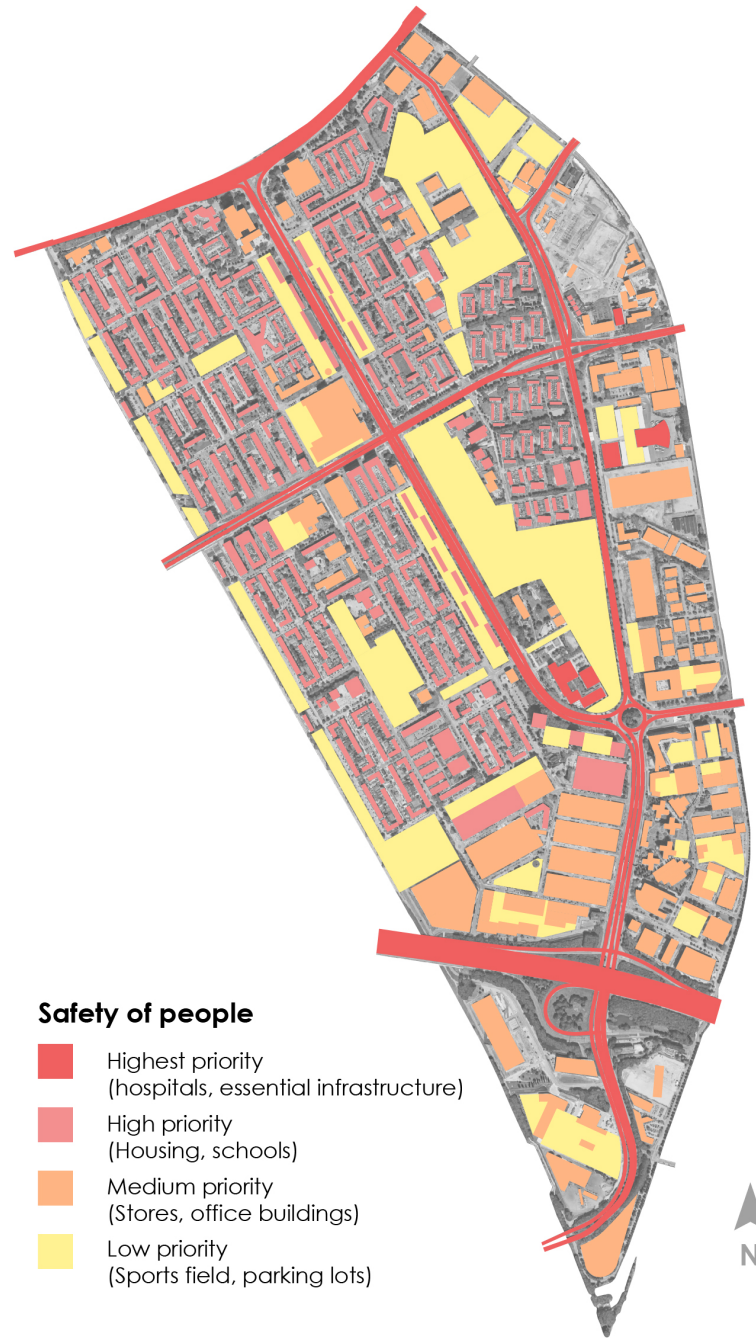 Safety of people
Highest priority
(hospitals, essential infrastructure)
High priority
(Housing, schools)
Medium priority
(Stores, office buildings)
Low priority
(Sports field, parking lots)
N